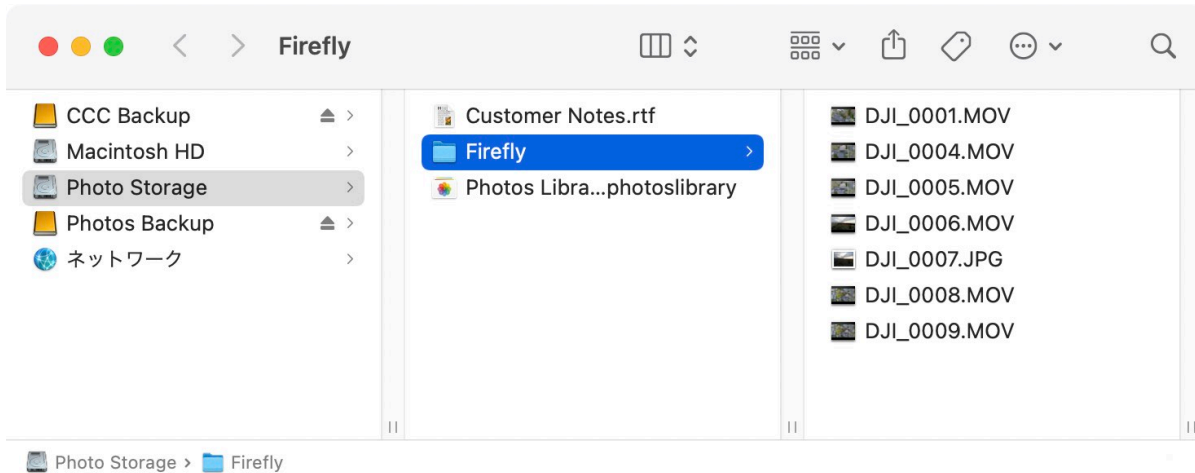 Firefly
CCC Backup
Macintosh HD
Photo Storage
Photos Backup
ネットワーク
Customer Notes.rtf
Firefly
Photos Libra...photoslibrary
DJI_0001.MOV
DJI_0004.MOV
DJI_0005.MOV
DJI_0006.MOV
DJI_0007.JPG
DJI_0008.MOV
DJI_0009.MOV
Photo Storage › Firefly